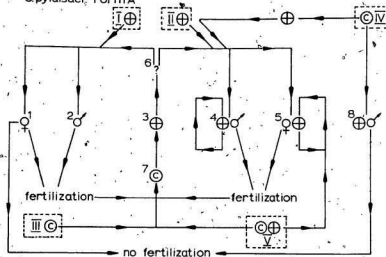 I ⊕
II ⊕
⊕
© IV
6
?
1
♀
2
♂
3
⊕
4
⊕♂
5
♀⊕
8
⊕♂
7
©
fertilization
fertilization
III ©
©⊕
V
no fertilization